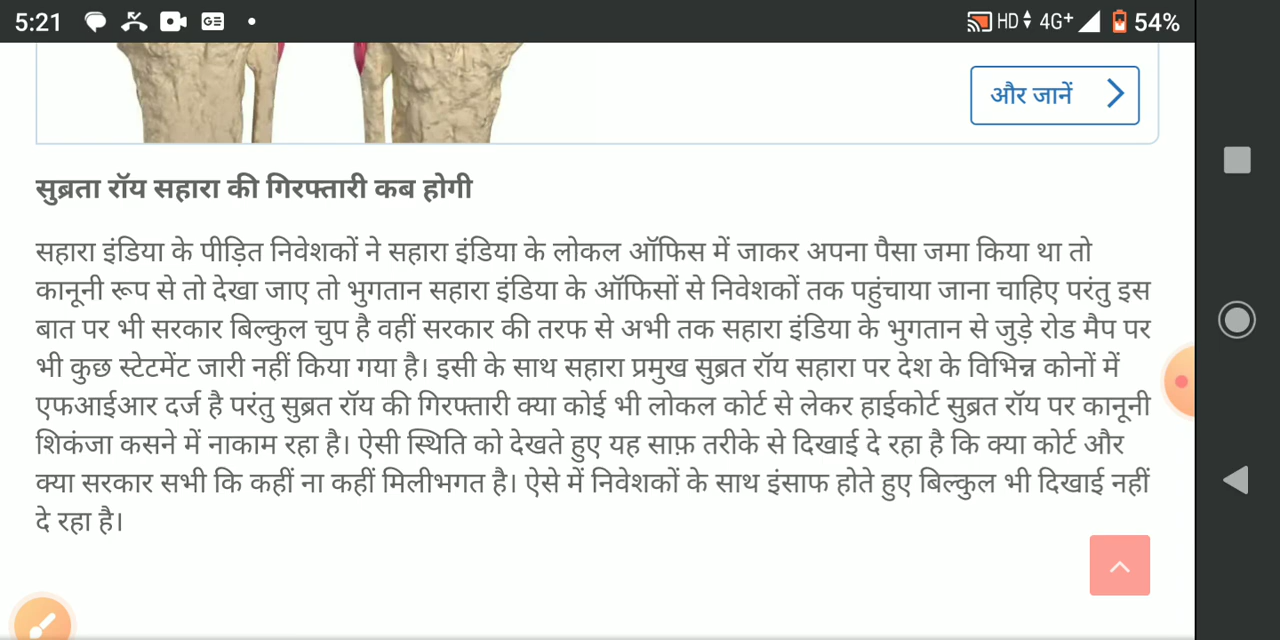 5:21
HD 4G+ 54%
और जानें
सुब्रता रॉय सहारा की गिरफ्तारी कब होगी
सहारा इंडिया के पीड़ित निवेशकों ने सहारा इंडिया के लोकल ऑफिस में जाकर अपना पैसा जमा किया था तो
कानूनी रूप से तो देखा जाए तो भुगतान सहारा इंडिया के ऑफिसों से निवेशकों तक पहुंचाया जाना चाहिए परंतु इस
बात पर भी सरकार बिल्कुल चुप है वहीं सरकार की तरफ से अभी तक सहारा इंडिया के भुगतान से जुड़े रोड मैप पर
भी कुछ स्टेटमेंट जारी नहीं किया गया है। इसी के साथ सहारा प्रमुख सुब्रत रॉय सहारा पर देश के विभिन्न कोनों में
एफआईआर दर्ज है परंतु सुब्रत रॉय की गिरफ्तारी क्या कोई भी लोकल कोर्ट से लेकर हाईकोर्ट सुब्रत रॉय पर कानूनी
शिकंजा कसने में नाकाम रहा है। ऐसी स्थिति को देखते हुए यह साफ़ तरीके से दिखाई दे रहा है कि क्या कोर्ट और
क्या सरकार सभी कि कहीं ना कहीं मिलीभगत है। ऐसे में निवेशकों के साथ इंसाफ होते हुए बिल्कुल भी दिखाई नहीं
दे रहा है।